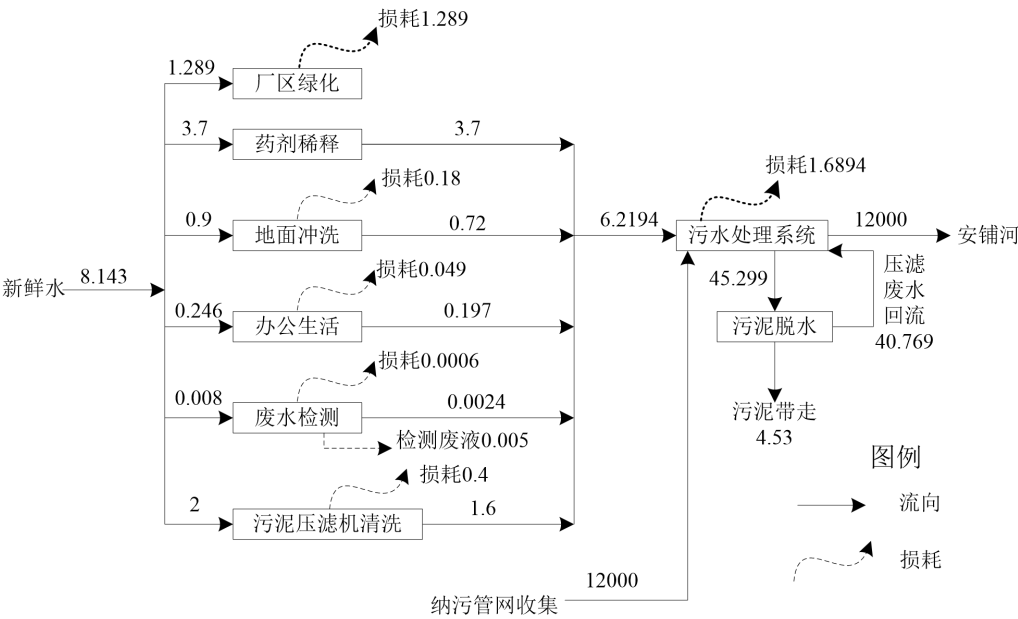 损耗1.289
1.289
厂区绿化
3.7
药剂稀释
3.7
损耗0.18
0.9
地面冲洗
0.72
6.2194
损耗1.6894
污水处理系统
12000
安铺河
新鲜水
8.143
损耗0.049
0.246
办公生活
0.197
45.299
压滤
废水
回流
40.769
污泥脱水
损耗0.0006
0.008
废水检测
0.0024
检测废液0.005
污泥带走
4.53
损耗0.4
2
污泥压滤机清洗
1.6
图例
流向
损耗
纳污管网收集
12000